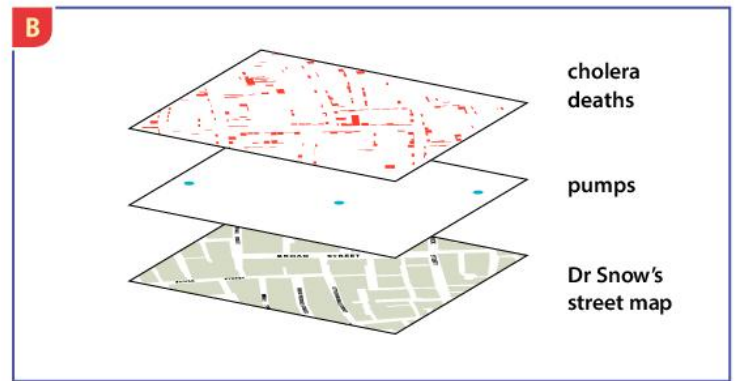 B
cholera
deaths
pumps
BROAD STREET
Dr Snow's
street map